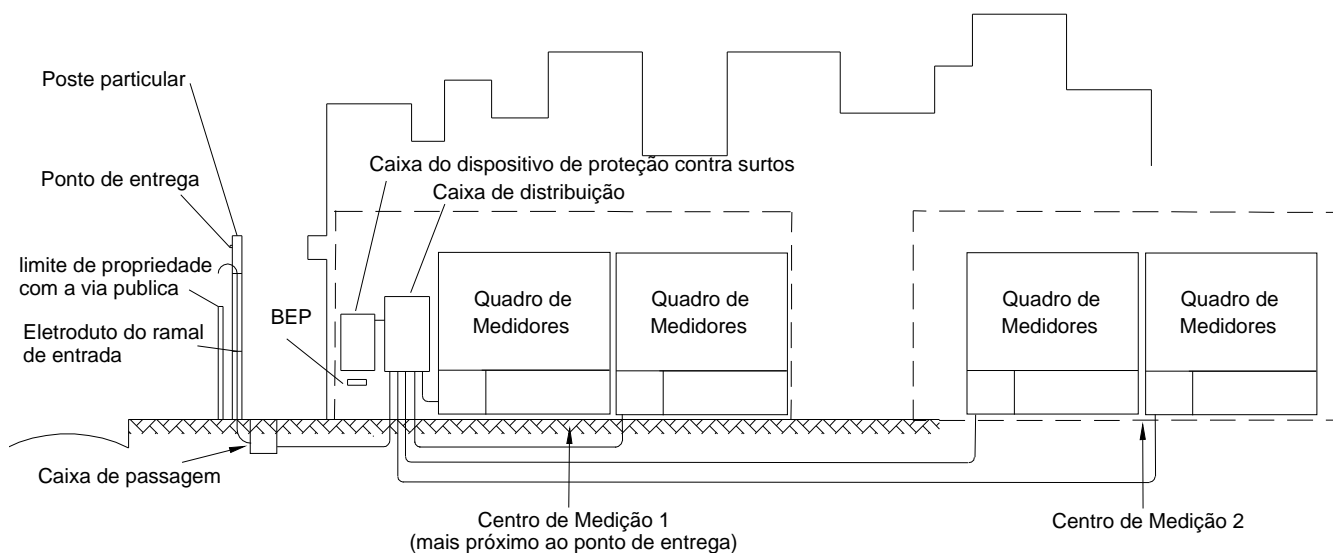 Poste particular
Caixa do dispositivo de proteção contra surtos
Ponto de entrega
Caixa de distribuição
limite de propriedade
com a via publica
BEP
Eletroduto do ramal
de entrada
Quadro de
Medidores
Quadro de
Medidores
Quadro de
Medidores
Quadro de
Medidores
Caixa de passagem
Centro de Medição 1
(mais próximo ao ponto de entrega)
Centro de Medição 2